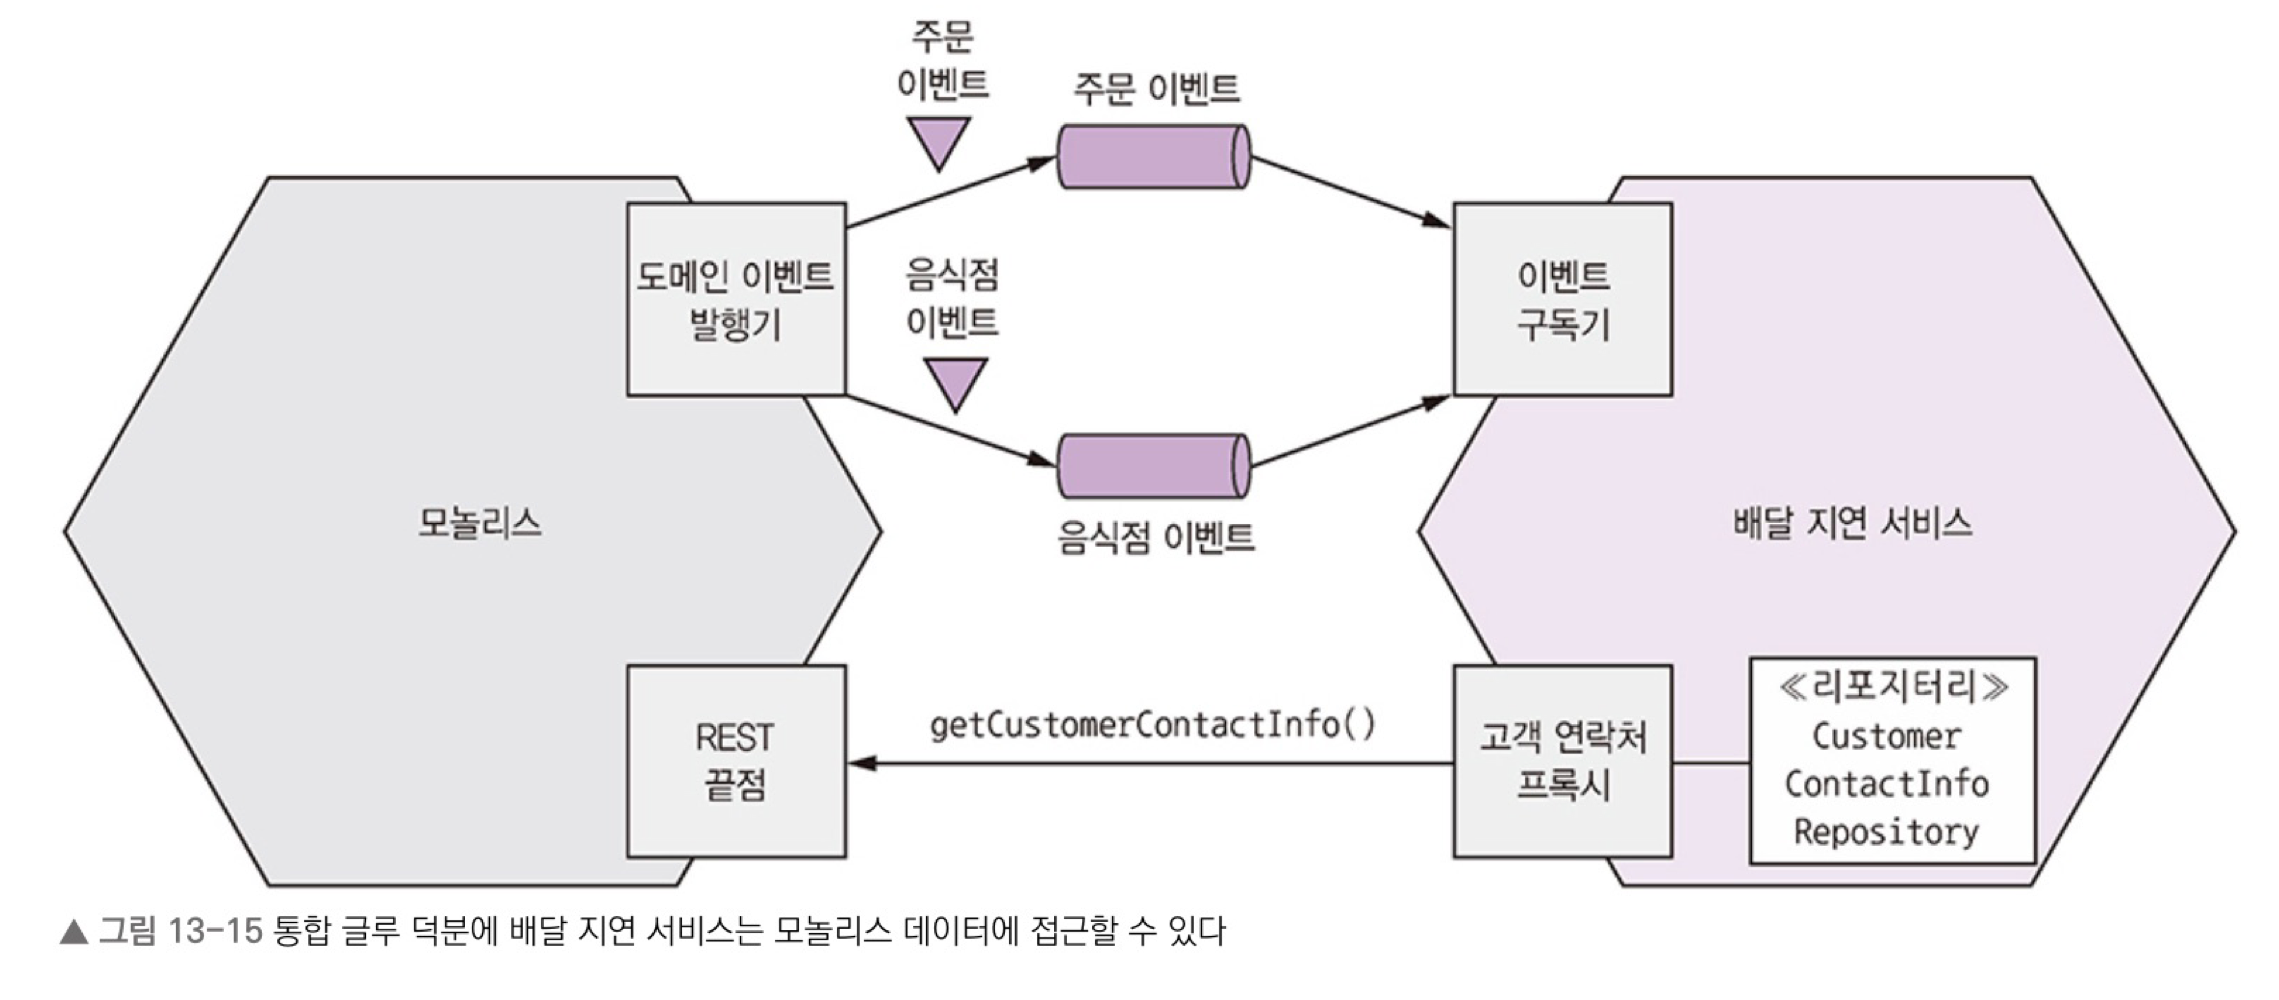 주문
이벤트
주문 이벤트
도메인 이벤트
발행기
음식점
이벤트
이벤트
구독기
모놀리스
음식점 이벤트
배달 지연 서비스
REST
끝점
getCustomerContactInfo()
고객 연락처
프록시
≪리포지터리≫
Customer
ContactInfo
Repository
▲ 그림 13-15 통합 글루 덕분에 배달 지연 서비스는 모놀리스 데이터에 접근할 수 있다